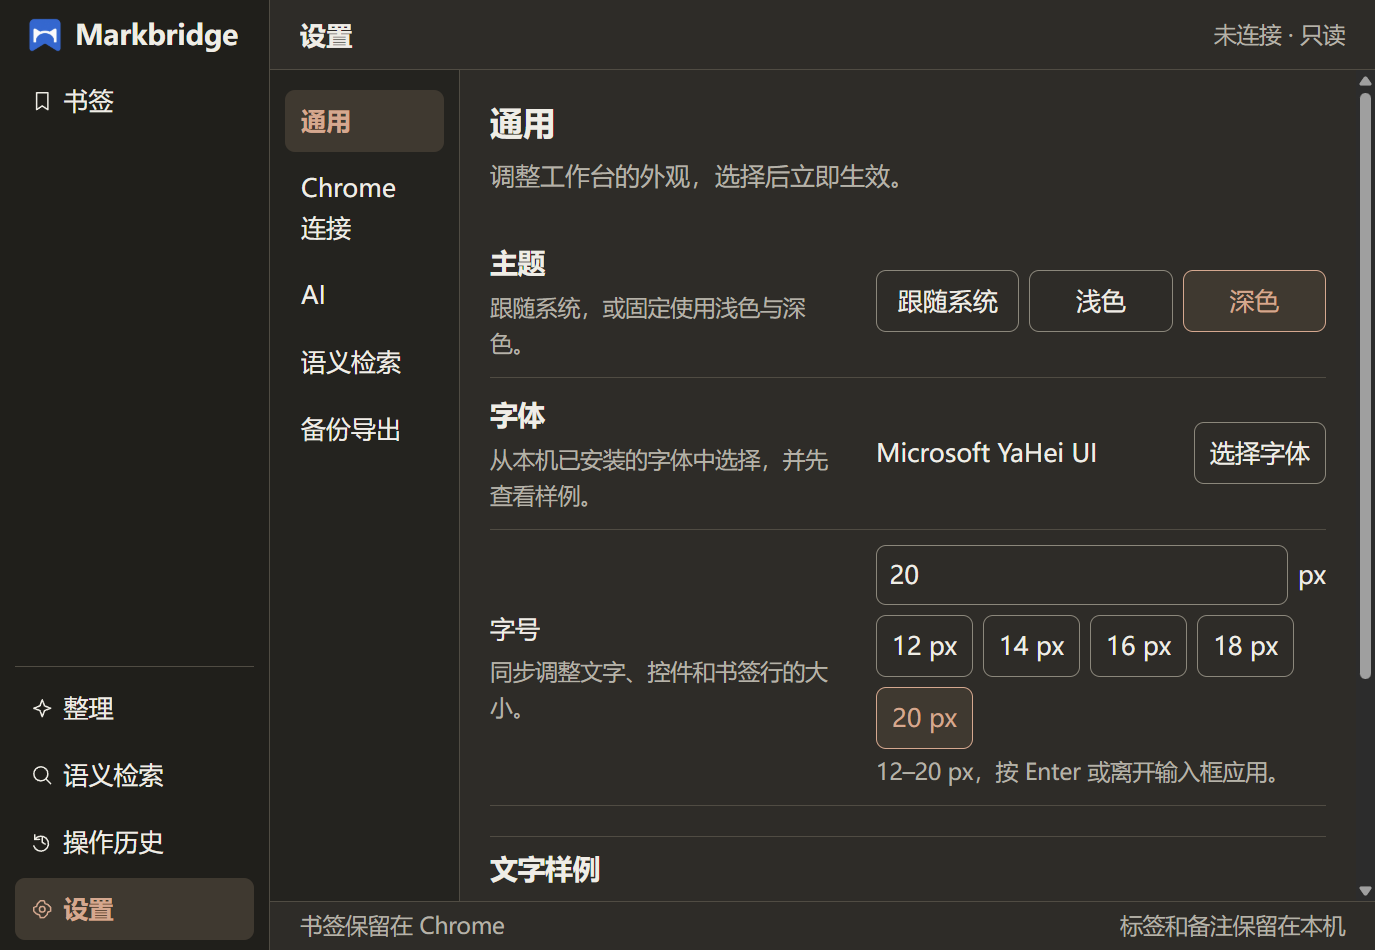 Markbridge
书签
整理
语义检索
操作历史
设置
设置
未连接 · 只读
通用
Chrome
连接
AI
语义检索
备份导出
通用
调整工作台的外观，选择后立即生效。
主题
跟随系统，或固定使用浅色与深
色。
跟随系统
浅色
深色
字体
从本机已安装的字体中选择，并先
查看样例。
Microsoft YaHei UI
选择字体
字号
同步调整文字、控件和书签行的大
小。
20
px
12 px
14 px
16 px
18 px
20 px
12–20 px，按 Enter 或离开输入框应用。
文字样例
书签保留在 Chrome
标签和备注保留在本机